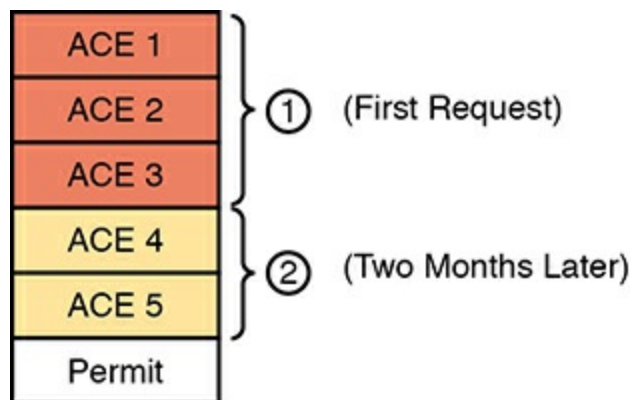 ACE 1
ACE 2
ACE 3
① (First Request)
ACE 4
ACE 5
② (Two Months Later)
Permit